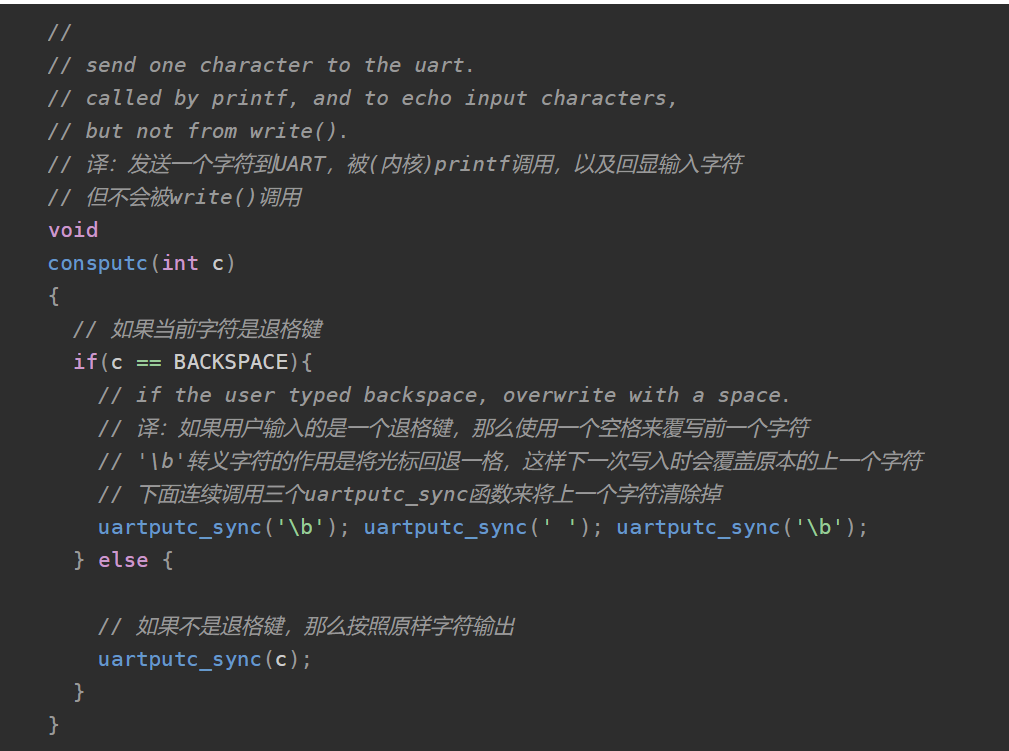 //
// send one character to the uart.
// called by printf, and to echo input characters,
// but not from write().
// 译：发送一个字符到UART，被(内核)printf调用，以及回显输入字符
// 但不会被write()调用
void
consputc(int c)
{
  // 如果当前字符是退格键
  if(c == BACKSPACE){
    // if the user typed backspace, overwrite with a space.
    // 译：如果用户输入的是一个退格键，那么使用一个空格来覆写前一个字符
    // '\b'转义字符的作用是将光标回退一格，这样下一次写入时会覆盖原本的上一个字符
    // 下面连续调用三个uartputc_sync函数来将上一个字符清除掉
    uartputc_sync('\b'); uartputc_sync(' '); uartputc_sync('\b');
  } else {
    // 如果不是退格键，那么按照原样字符输出
    uartputc_sync(c);
  }
}